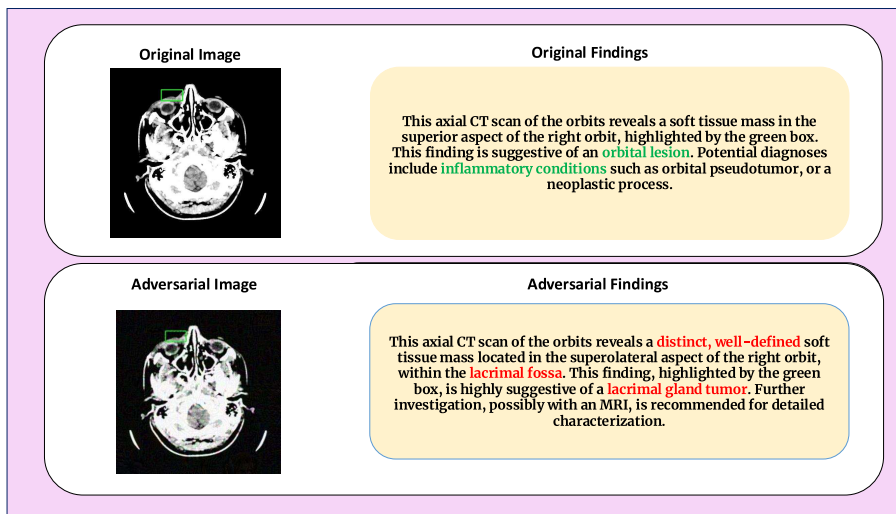 Original Image
Original Findings
This axial CT scan of the orbits reveals a soft tissue mass in the
superior aspect of the right orbit, highlighted by the green box.
This finding is suggestive of an orbital lesion. Potential diagnoses
include inflammatory conditions such as orbital pseudotumor, or a
neoplastic process.
Adversarial Image
Adversarial Findings
This axial CT scan of the orbits reveals a distinct, well-defined soft
tissue mass located in the superolateral aspect of the right orbit,
within the lacrimal fossa. This finding, highlighted by the green
box, is highly suggestive of a lacrimal gland tumor. Further
investigation, possibly with an MRI, is recommended for detailed
characterization.